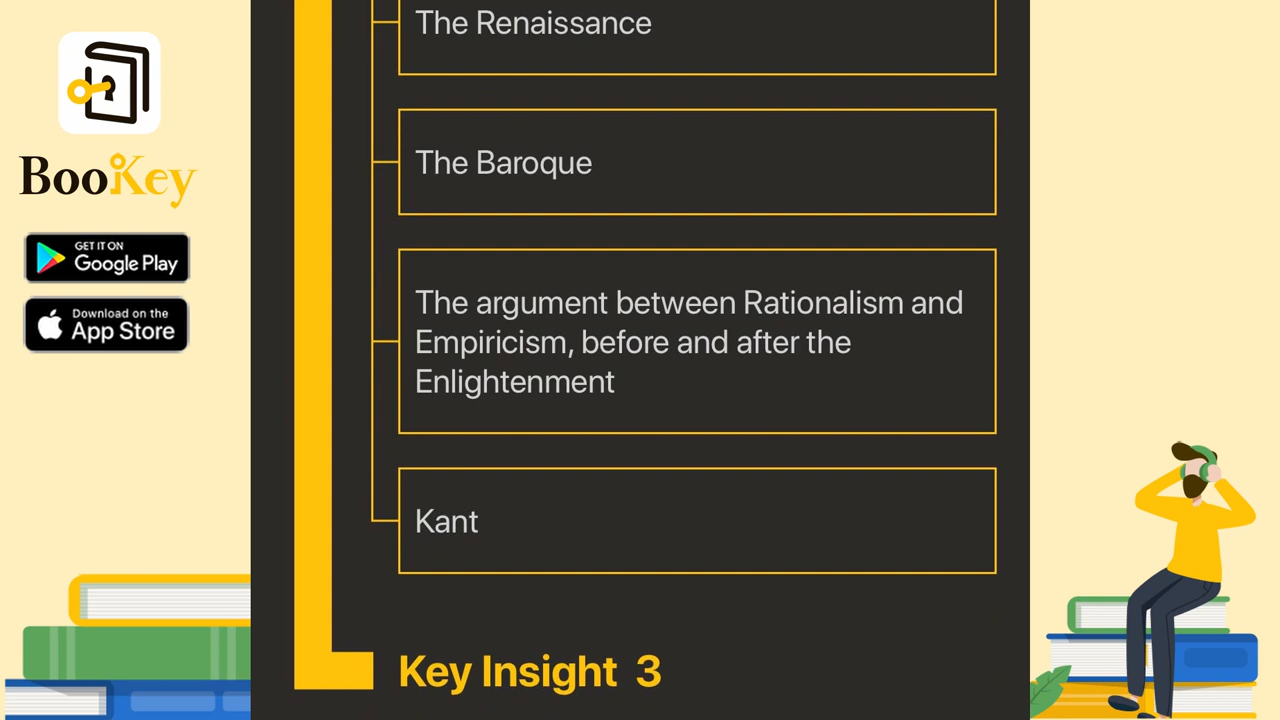 The Renaissance
BooKey
The Baroque
GET IT ON
Google Play
Download on the
App Store
The argument between Rationalism and
Empiricism, before and after the
Enlightenment
Kant
Key Insight 3